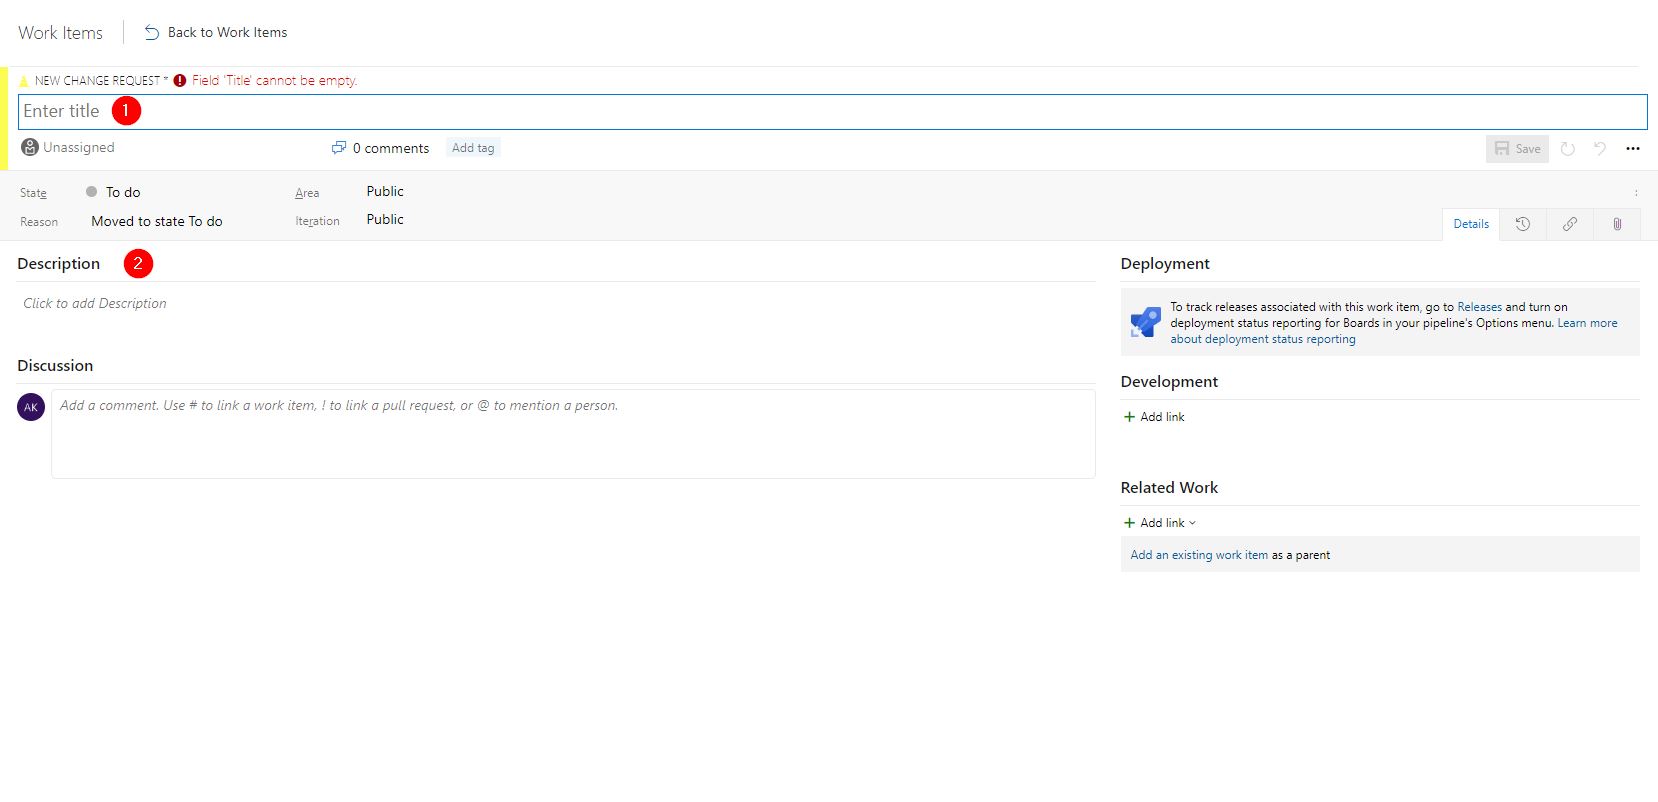 Work Items
Back to Work Items
NEW CHANGE REQUEST * Field 'Title' cannot be empty.
Enter title 1
Unassigned
0 comments
Add tag
Save
State To do
Area Public
Reason Moved to state To do
Iteration Public
Details
Description 2
Click to add Description
Discussion
AK
Add a comment. Use # to link a work item, ! to link a pull request, or @ to mention a person.
Deployment
To track releases associated with this work item, go to Releases and turn on
deployment status reporting for Boards in your pipeline's Options menu. Learn more
about deployment status reporting
Development
+ Add link
Related Work
+ Add link
Add an existing work item as a parent